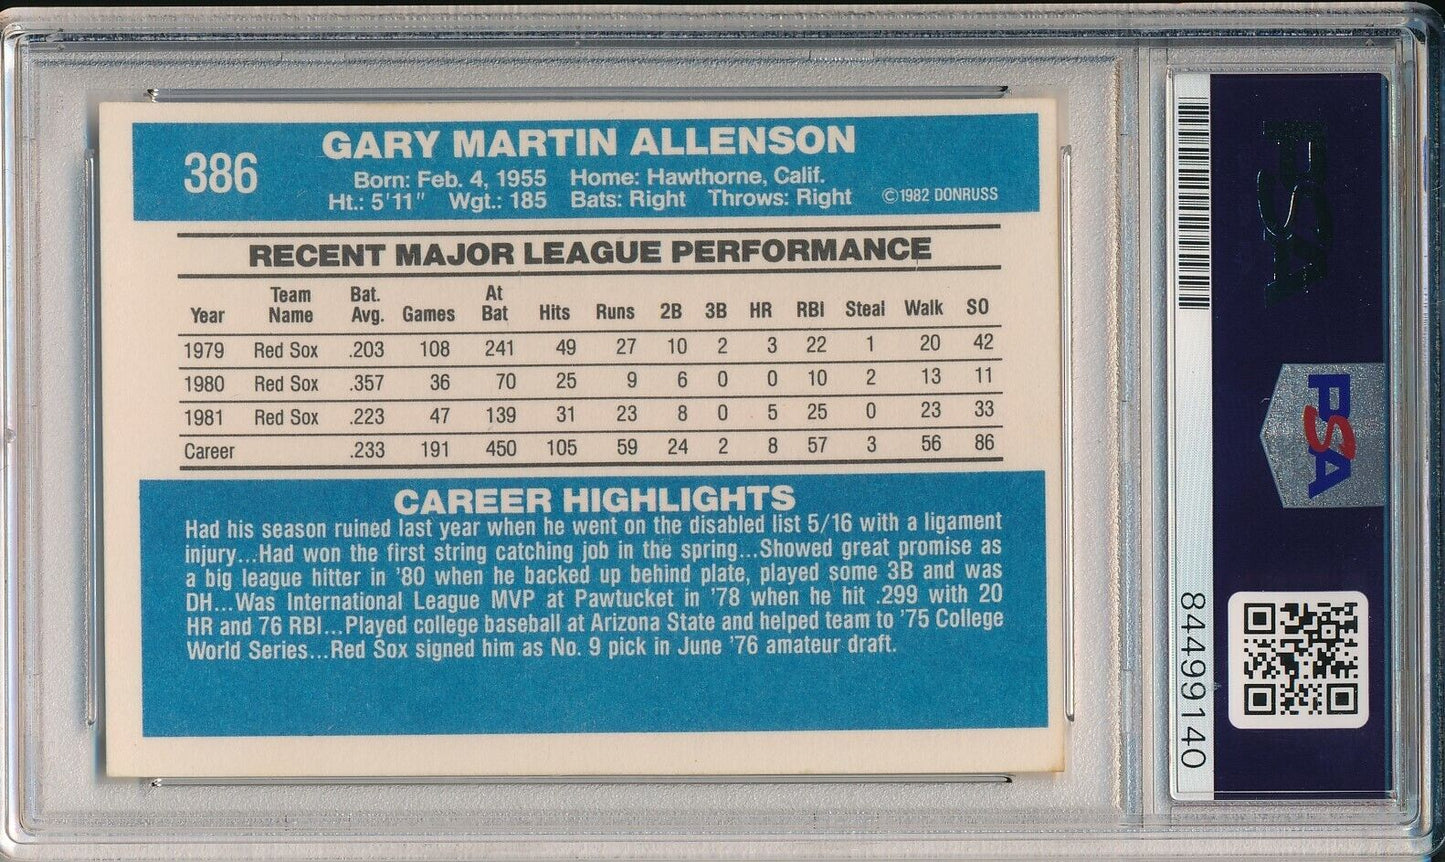 386
GARY MARTIN ALLENSON
Born: Feb. 4, 1955 Home: Hawthorne, Calif.
Ht.: 5'11" Wgt.: 185 Bats: Right Throws: Right ©1982 DONRUSS
RECENT MAJOR LEAGUE PERFORMANCE
Team Bat. At
Year Name Avg. Games Bat Hits Runs 2B 3B HR RBI Steal Walk SO
1979 Red Sox .203 108 241 49 27 10 2 3 22 1 20 42
1980 Red Sox .357 36 70 25 9 6 0 0 10 2 13 11
1981 Red Sox .223 47 139 31 23 8 0 5 25 0 23 33
Career .233 191 450 105 59 24 2 8 57 3 56 86
CAREER HIGHLIGHTS
Had his season ruined last year when he went on the disabled list 5/16 with a ligament
injury...Had won the first string catching job in the spring...Showed great promise as
a big league hitter in '80 when he backed up behind plate, played some 3B and was
DH...Was International League MVP at Pawtucket in '78 when he hit .299 with 20
HR and 76 RBI...Played college baseball at Arizona State and helped team to '75 College
World Series...Red Sox signed him as No. 9 pick in June '76 amateur draft.
PSA
PSA
84499140